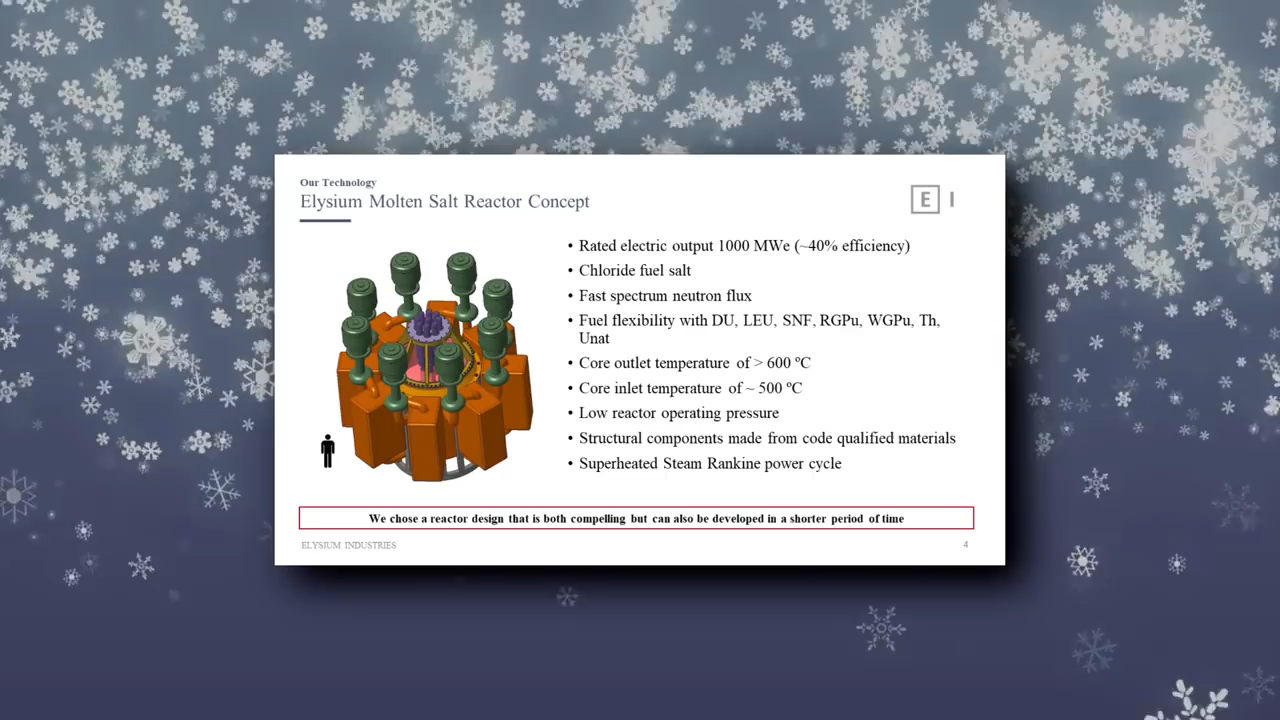 Our Technology
Elysium Molten Salt Reactor Concept
E I
• Rated electric output 1000 MWe (~40% efficiency)
• Chloride fuel salt
• Fast spectrum neutron flux
• Fuel flexibility with DU, LEU, SNF, RGPu, WGPu, Th,
Unat
• Core outlet temperature of > 600 ºC
• Core inlet temperature of ~ 500 ºC
• Low reactor operating pressure
• Structural components made from code qualified materials
• Superheated Steam Rankine power cycle
We chose a reactor design that is both compelling but can also be developed in a shorter period of time
ELYSIUM INDUSTRIES
4